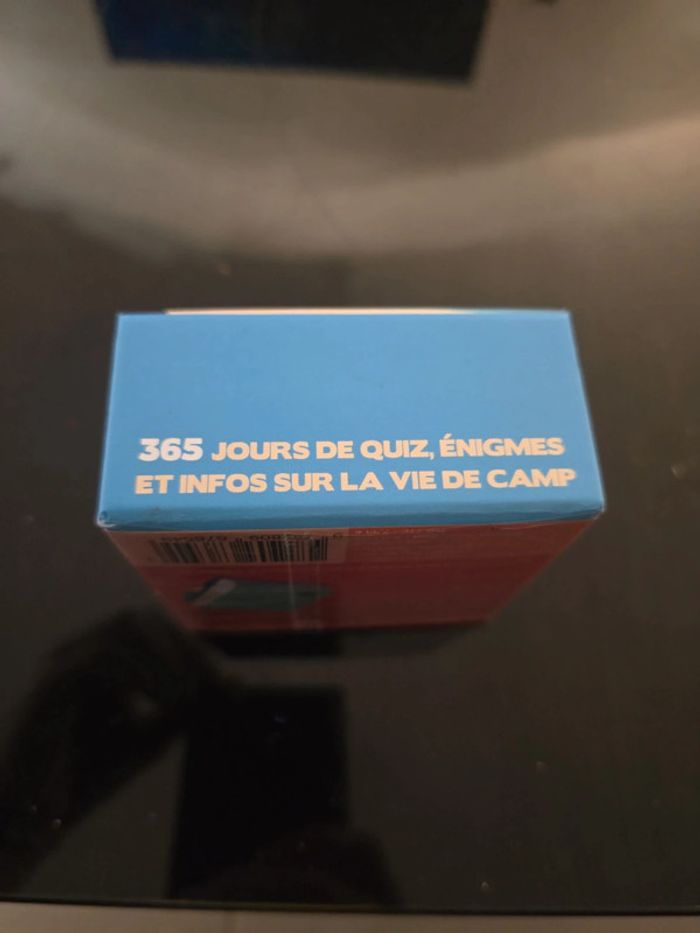 365 JOURS DE QUIZ, ÉNIGMES
ET INFOS SUR LA VIE DE CAMP